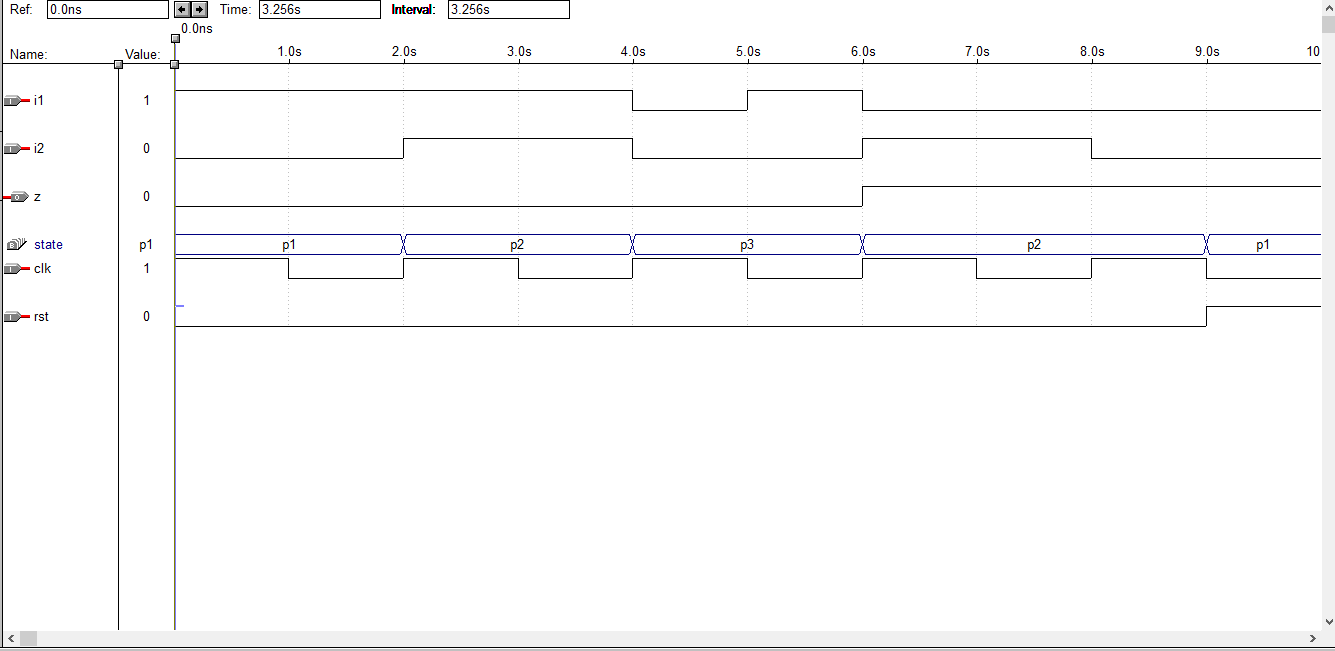 Ref: 0.0ns Time: 3.256s Interval: 3.256s
0.0ns
Name: Value: 1.0s 2.0s 3.0s 4.0s 5.0s 6.0s 7.0s 8.0s 9.0s 10
i1 1
i2 0
z 0
state p1 p1 p2 p3 p2 p1
clk 1
rst 0